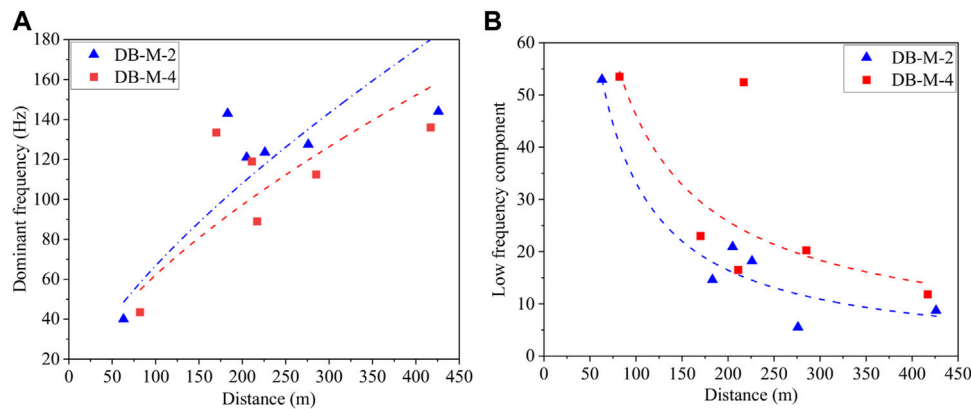 A
180
160
140
120
100
80
60
40
20
Dominant frequency (Hz)
DB-M-2
DB-M-4
0 50 100 150 200 250 300 350 400 450
Distance (m)
B
60
50
40
30
20
10
0
Low frequency component
DB-M-2
DB-M-4
0 50 100 150 200 250 300 350 400 450
Distance (m)